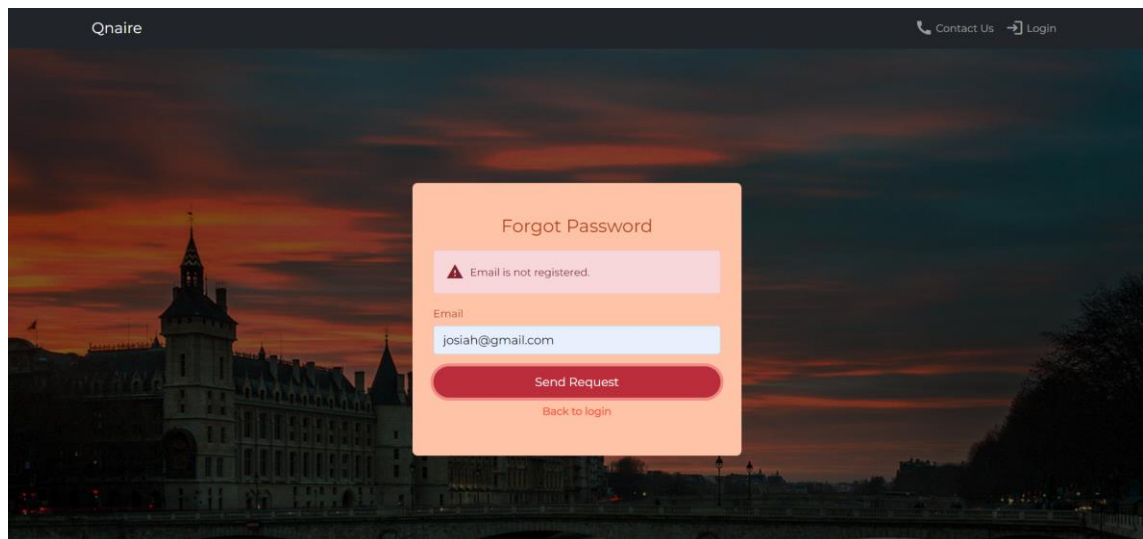 Qnaire
Contact Us
Login
Forgot Password
Email is not registered.
Email
josiah@gmail.com
Send Request
Back to login